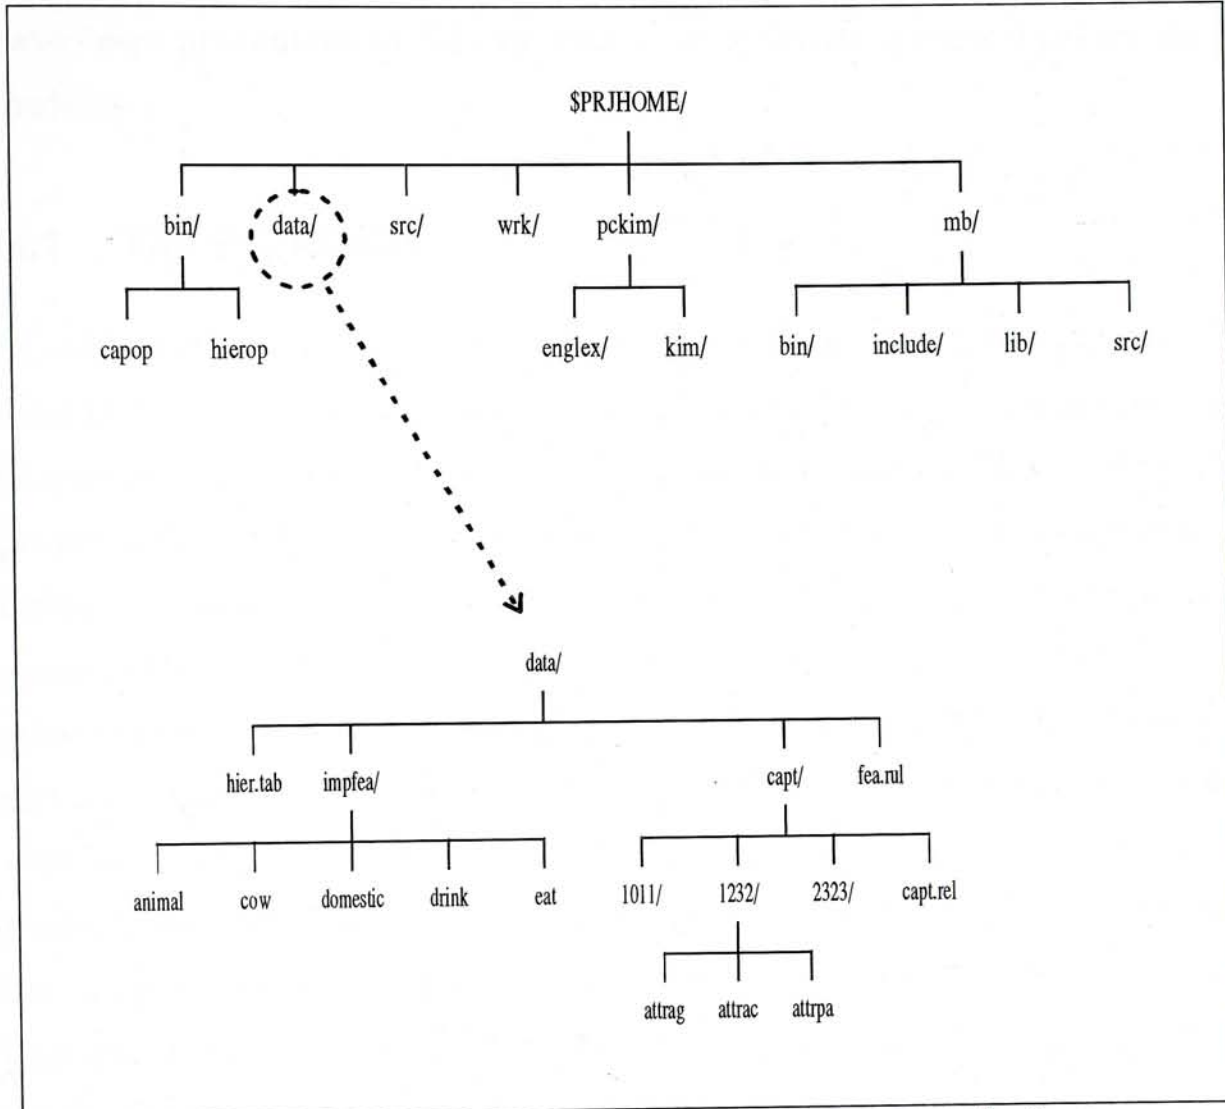 $PRJHOME/
bin/ data/ src/ wrk/ pckim/ mb/
capop hierop englex/ kim/ bin/ include/ lib/ src/
data/
hier.tab impfea/ capt/ fea.rul
animal cow domestic drink eat 1011/ 1232/ 2323/ capt.rel
attrag attrac attrpa